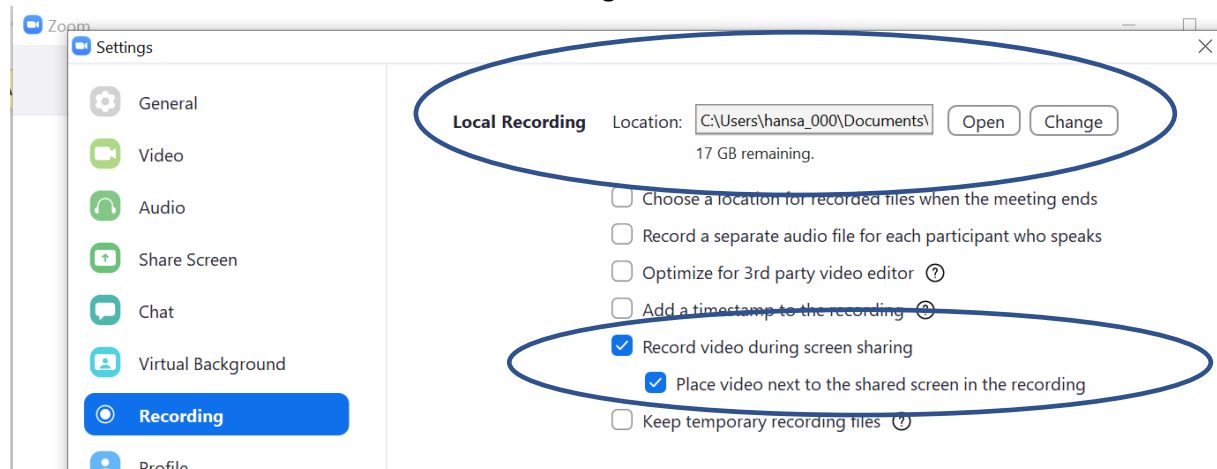 Zoom
Settings
General
Local Recording Location: C:\Users\hansa_000\Documents\ Open Change
Video
17 GB remaining.
Audio
Choose a location for recorded files when the meeting ends
Record a separate audio file for each participant who speaks
Share Screen
Optimize for 3rd party video editor
Chat
Add a timestamp to the recording
Record video during screen sharing
Virtual Background
Place video next to the shared screen in the recording
Recording
Keep temporary recording files
Profile